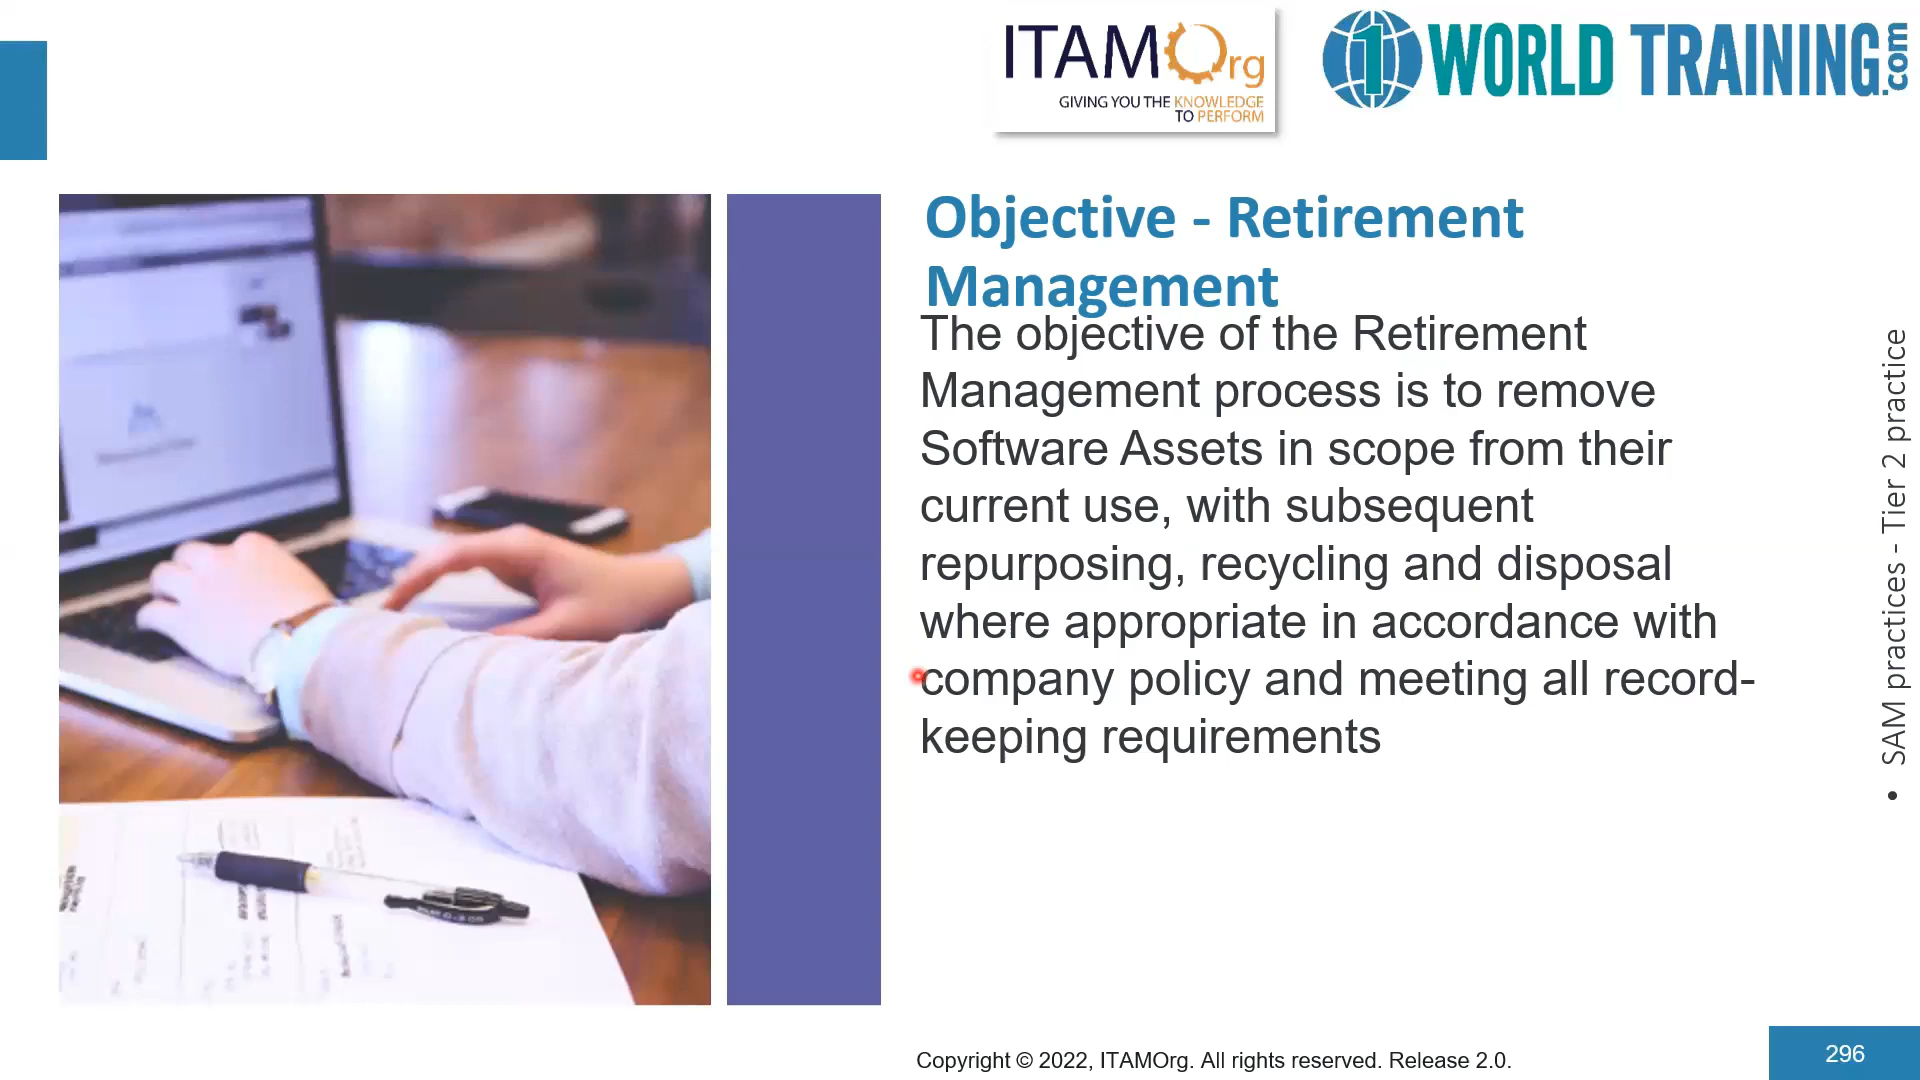 ITAMOrg
GIVING YOU THE KNOWLEDGE
TO PERFORM
1 WORLD TRAINING.com
Objective - Retirement
Management
The objective of the Retirement
Management process is to remove
Software Assets in scope from their
current use, with subsequent
repurposing, recycling and disposal
where appropriate in accordance with
company policy and meeting all record-
keeping requirements
• SAM practices - Tier 2 practice
Copyright © 2022, ITAMOrg. All rights reserved. Release 2.0.
296